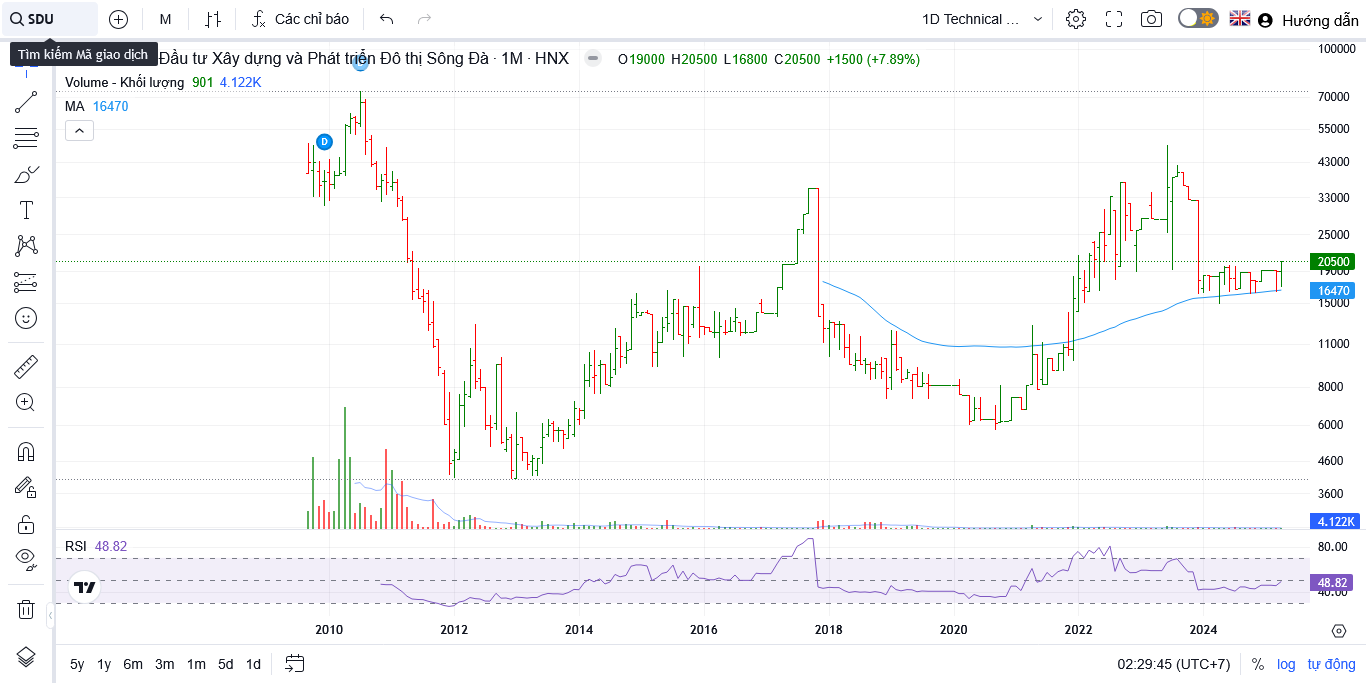 SDU
M
Các chỉ báo
1D Technical ...
Hướng dẫn
Tìm kiếm Mã giao dịch
Đầu tư Xây dựng và Phát triển Đô thị Sông Đà · 1M · HNX
O19000 H20500 L16800 C20500 +1500 (+7.89%)
Volume - Khối lượng 901 4.122K
MA 16470
D
100000
70000
55000
43000
33000
25000
20500
19000
16470
15000
11000
8000
6000
4600
3600
4.122K
RSI 48.82
80.00
48.82
40.00
2010 2012 2014 2016 2018 2020 2022 2024
5y 1y 6m 3m 1m 5d 1d
02:29:45 (UTC+7) % log tự động